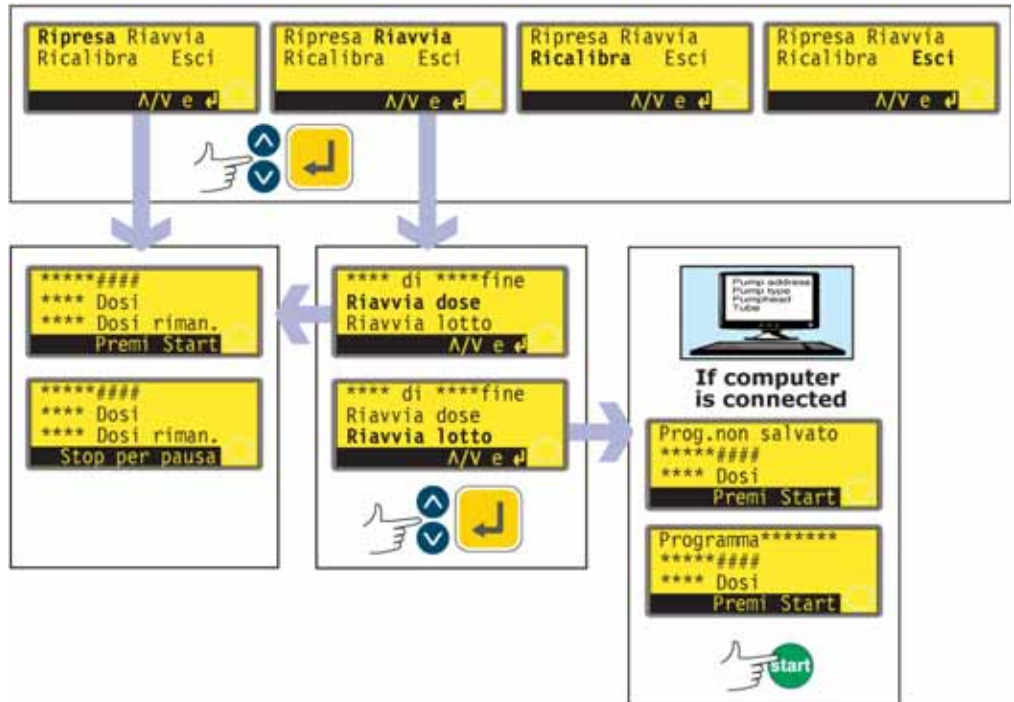 Ripresa Riavvia
Ricalibra Esci
Λ/V e ↵
Ripresa Riavvia
Ricalibra Esci
Λ/V e ↵
Ripresa Riavvia
Ricalibra Esci
Λ/V e ↵
Ripresa Riavvia
Ricalibra Esci
Λ/V e ↵
*****####
**** Dosi
**** Dosi riman.
Premi Start
*****####
**** Dosi
**** Dosi riman.
Stop per pausa
**** di ****fine
Riavvia dose
Riavvia lotto
Λ/V e ↵
**** di ****fine
Riavvia dose
Riavvia lotto
Λ/V e ↵
Pump address
Pump type
Pumphead
Tube
If computer
is connected
Prog.non salvato
*****####
**** Dosi
Premi Start
Programma*******
*****####
**** Dosi
Premi Start
start